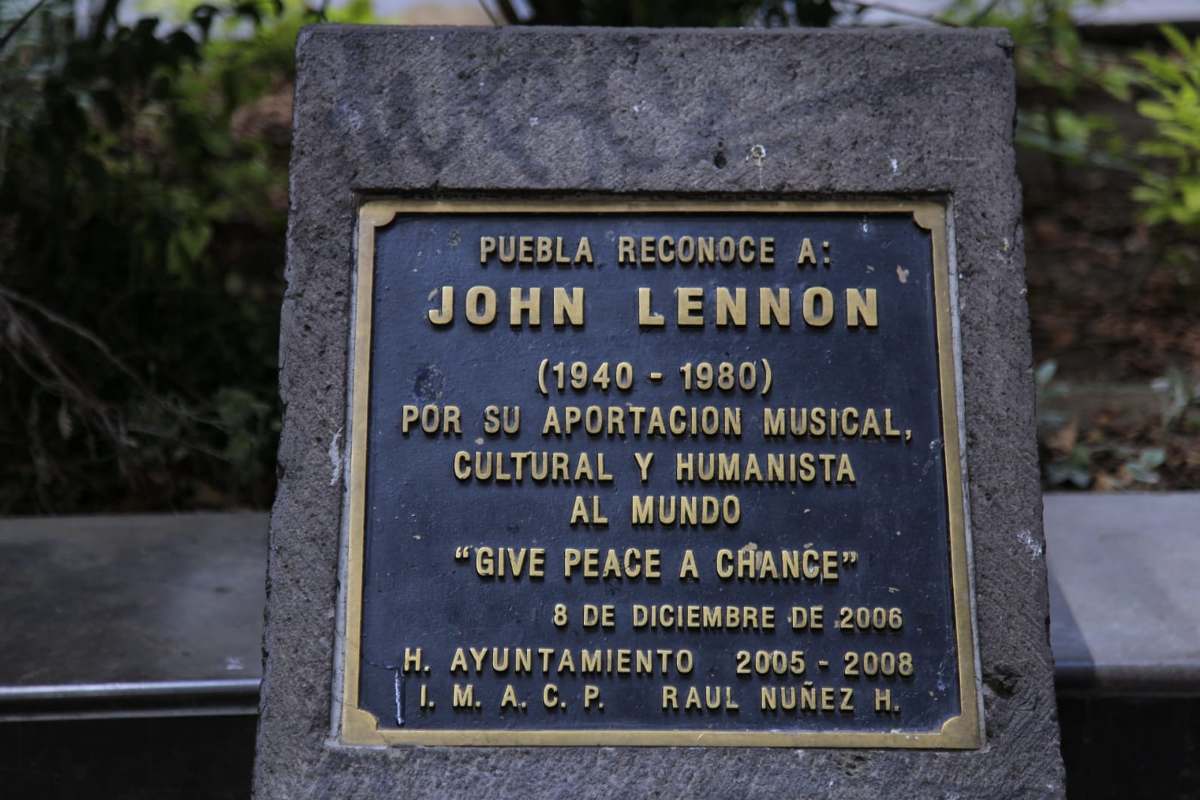 PUEBLA RECONOCE A:
JOHN LENNON
(1940 - 1980)
POR SU APORTACION MUSICAL,
CULTURAL Y HUMANISTA
AL MUNDO
“GIVE PEACE A CHANCE”
8 DE DICIEMBRE DE 2006
H. AYUNTAMIENTO 2005 - 2008
I. M. A. C. P. RAUL NUÑEZ H.